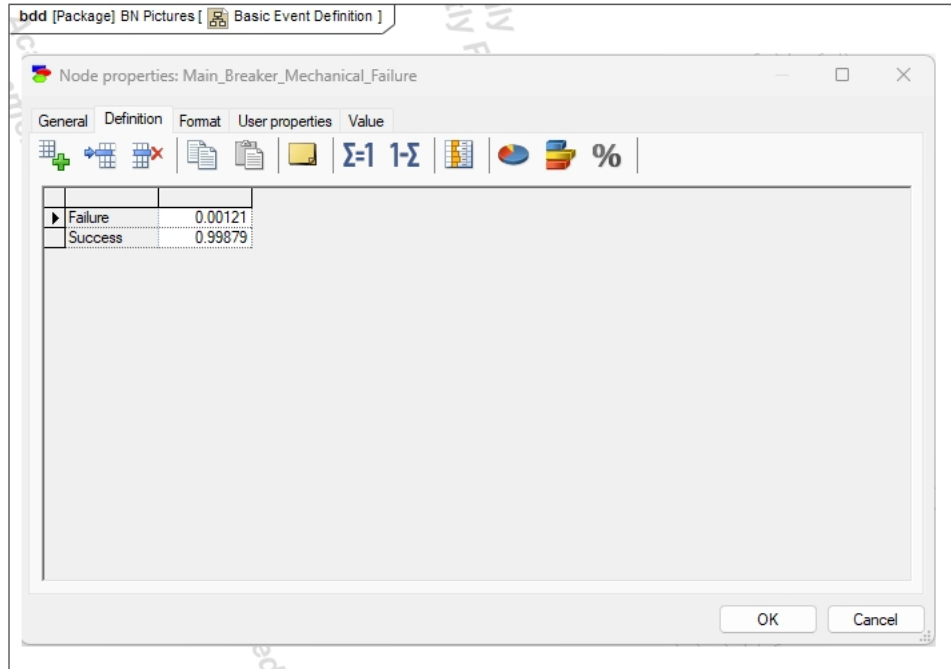 bdd [Package] BN Pictures [ Basic Event Definition ]
Node properties: Main_Breaker_Mechanical_Failure
General Definition Format User properties Value
Σ=1 1-Σ %
Failure 0.00121
Success 0.99879
OK Cancel